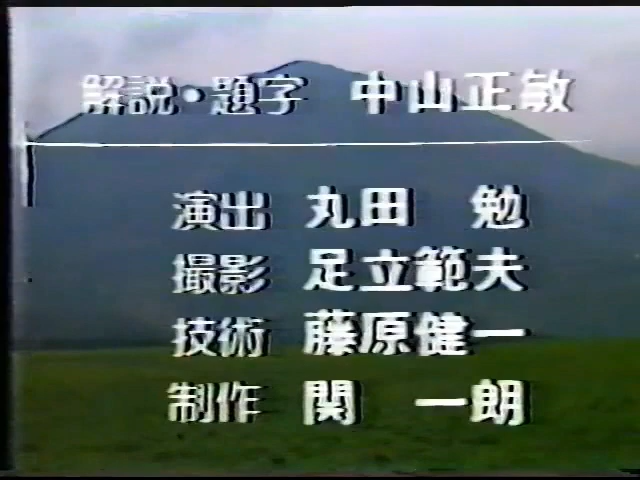 解説・題字 中山正敏
演出 丸田 勉
撮影 足立範夫
技術 藤原健一
制作 関 一朗